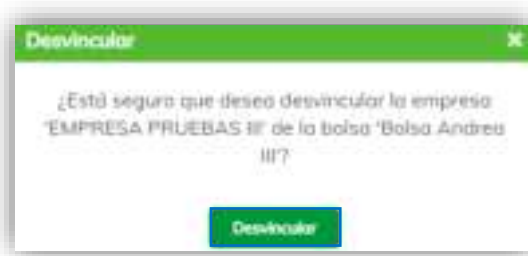 Desvincular ×
¿Está seguro que desea desvincular la empresa
'EMPRESA PRUEBAS III' de la bolsa 'Bolsa Andrea
III'?
Desvincular